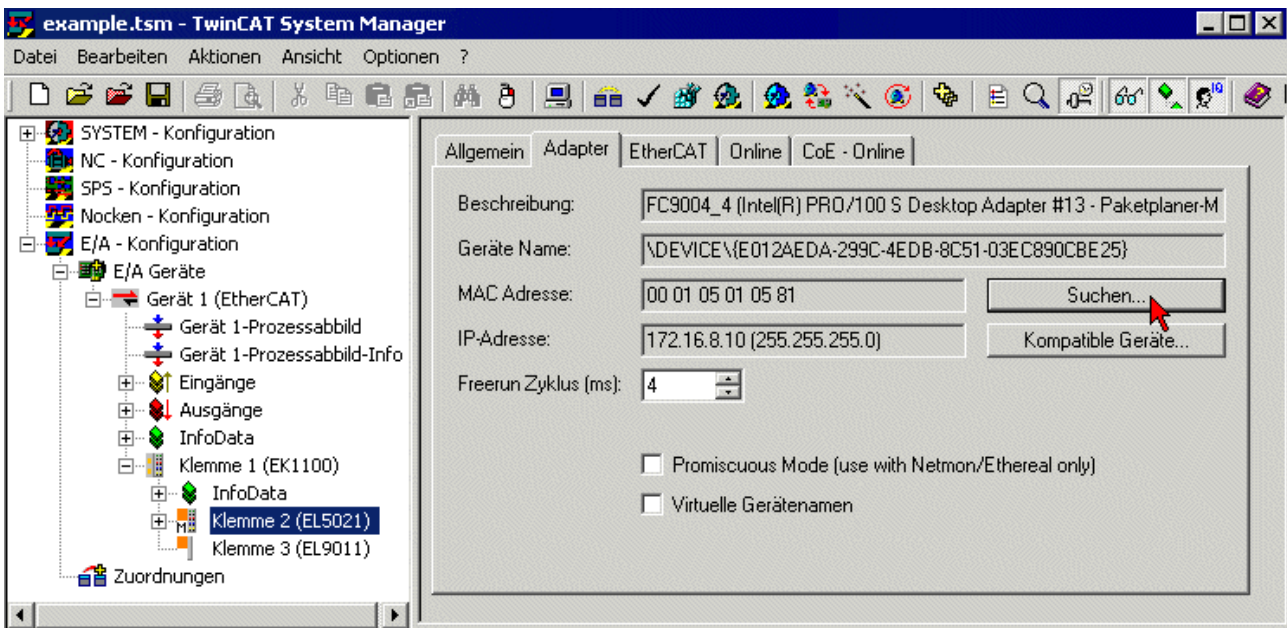 example.tsm - TwinCAT System Manager
Datei Bearbeiten Aktionen Ansicht Optionen ?
SYSTEM - Konfiguration
NC - Konfiguration
SPS - Konfiguration
Nocken - Konfiguration
E/A - Konfiguration
E/A Geräte
Gerät 1 (EtherCAT)
Gerät 1-Prozessabbild
Gerät 1-Prozessabbild-Info
Eingänge
Ausgänge
InfoData
Klemme 1 (EK1100)
InfoData
Klemme 2 (EL5021)
Klemme 3 (EL9011)
Zuordnungen
Allgemein Adapter EtherCAT Online CoE - Online
Beschreibung: FC9004_4 (Intel(R) PRO/100 S Desktop Adapter #13 - Paketplaner-M
Geräte Name: \DEVICE\{E012AEDA-299C-4EDB-8C51-03EC890CBE25}
MAC Adresse: 00 01 05 01 05 81 Suchen...
IP-Adresse: 172.16.8.10 (255.255.255.0) Kompatible Geräte...
Freerun Zyklus (ms): 4
Promiscuous Mode (use with Netmon/Ethereal only)
Virtuelle Gerätenamen